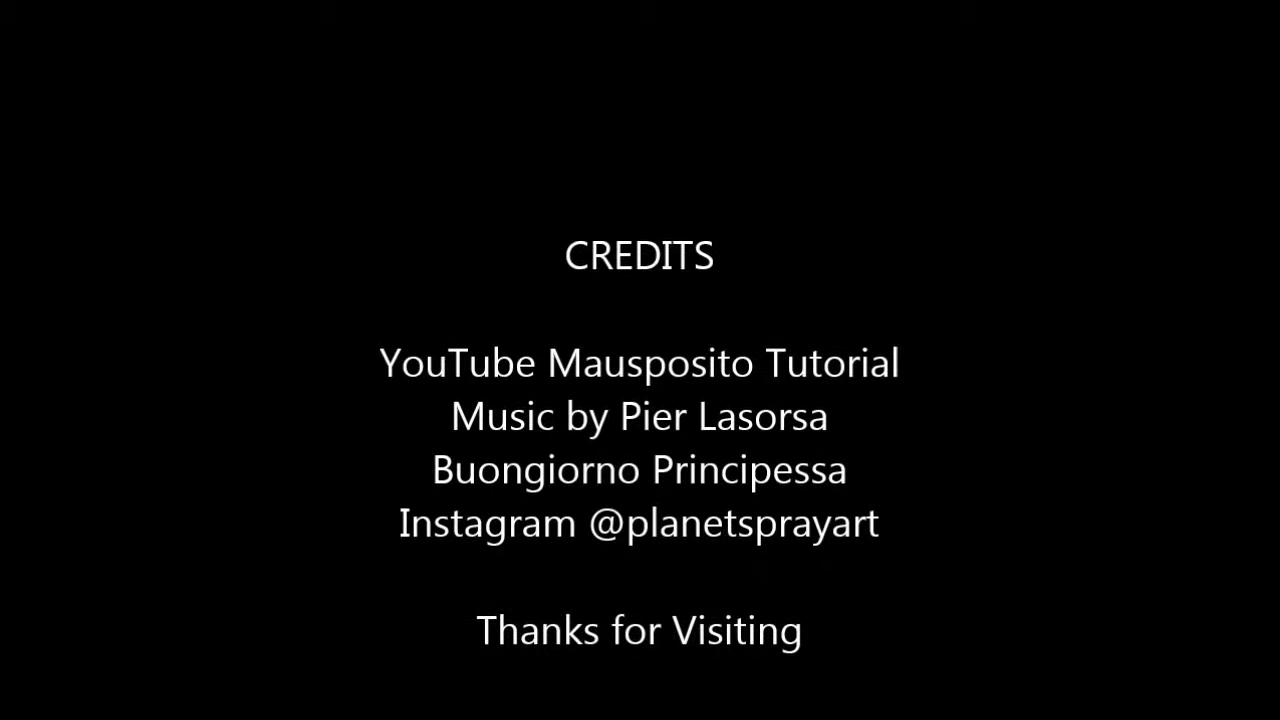 CREDITS
YouTube Mausposito Tutorial
Music by Pier Lasorsa
Buongiorno Principessa
Instagram @planetsprayart
Thanks for Visiting